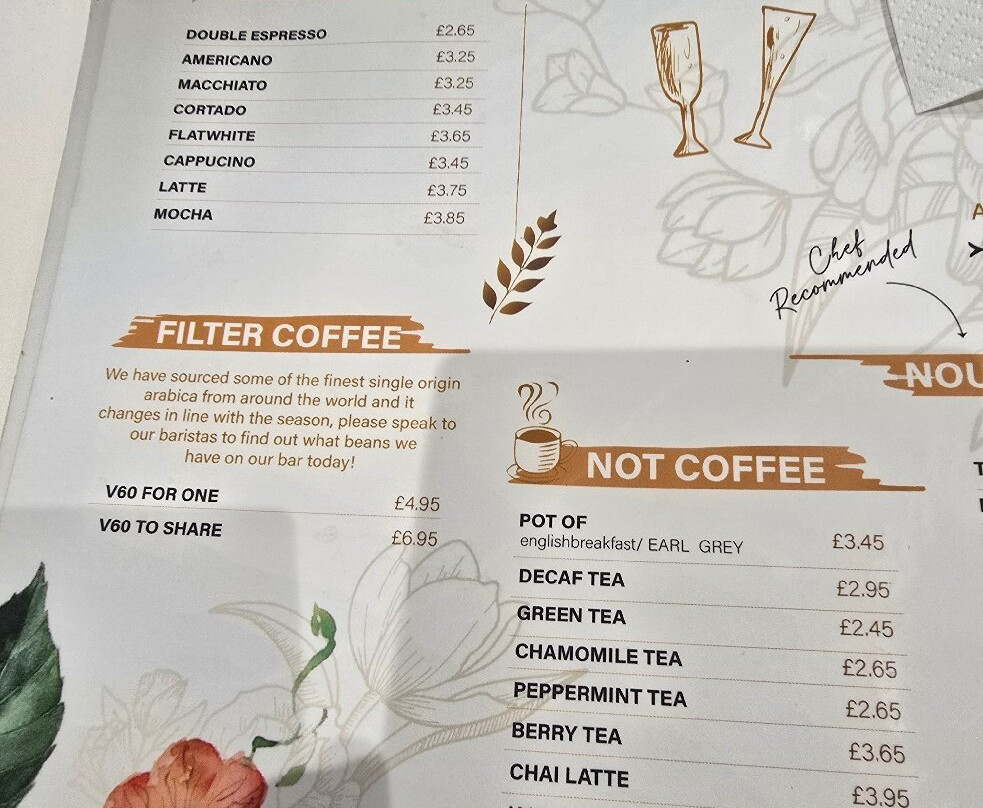 DOUBLE ESPRESSO £2.65
AMERICANO £3.25
MACCHIATO £3.25
CORTADO £3.45
FLATWHITE £3.65
CAPPUCINO £3.45
LATTE £3.75
MOCHA £3.85
FILTER COFFEE
We have sourced some of the finest single origin
arabica from around the world and it
changes in line with the season, please speak to
our baristas to find out what beans we
have on our bar today!
V60 FOR ONE £4.95
V60 TO SHARE £6.95
Chef
Recommended
NOT COFFEE
POT OF
englishbreakfast/ EARL GREY £3.45
DECAF TEA £2.95
GREEN TEA £2.45
CHAMOMILE TEA £2.65
PEPPERMINT TEA £2.65
BERRY TEA £3.65
CHAI LATTE £3.95